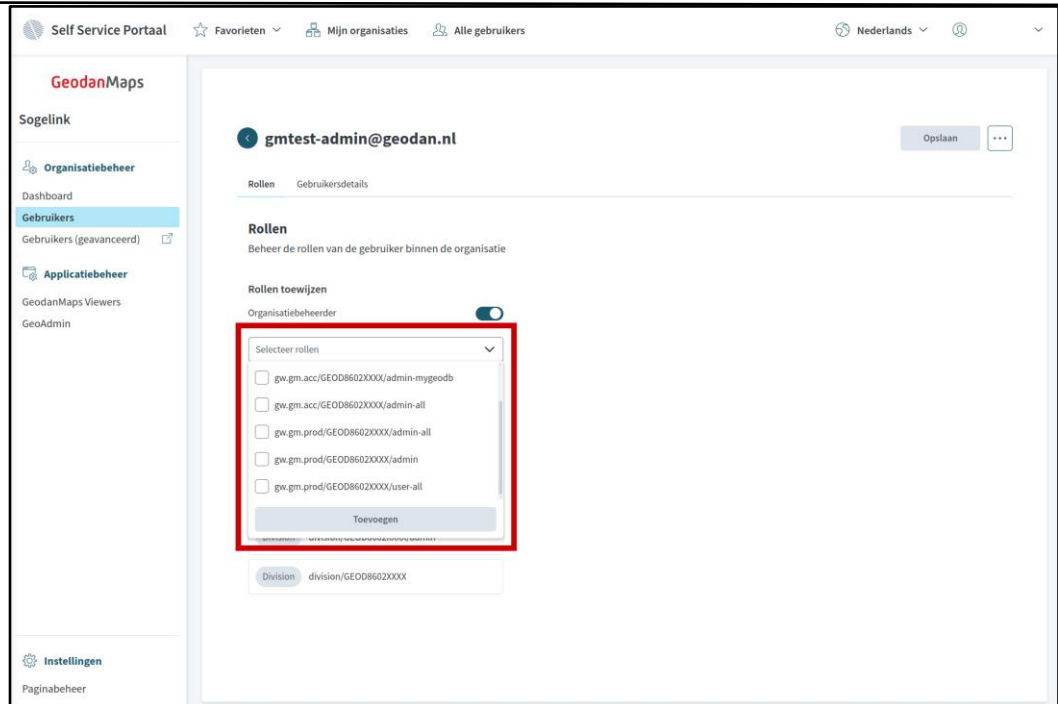 Self Service Portaal Favorieten Mijn organisaties Alle gebruikers Nederlands
GeodanMaps
Sogelink
Organisatiebeheer
Dashboard
Gebruikers
Gebruikers (geavanceerd)
Applicatiebeheer
GeodanMaps Viewers
GeoAdmin
Instellingen
Paginabeheer
gmtest-admin@geodan.nl
Opslaan ...
Rollen Gebruikersdetails
Rollen
Beheer de rollen van de gebruiker binnen de organisatie
Rollen toewijzen
Organisatiebeheerder
Selecteer rollen
gw.gm.acc/GEOD8602XXXX/admin-mygeodb
gw.gm.acc/GEOD8602XXXX/admin-all
gw.gm.prod/GEOD8602XXXX/admin-all
gw.gm.prod/GEOD8602XXXX/admin
gw.gm.prod/GEOD8602XXXX/user-all
Toevoegen
Division division/GEOD8602XXXX/admin
Division division/GEOD8602XXXX